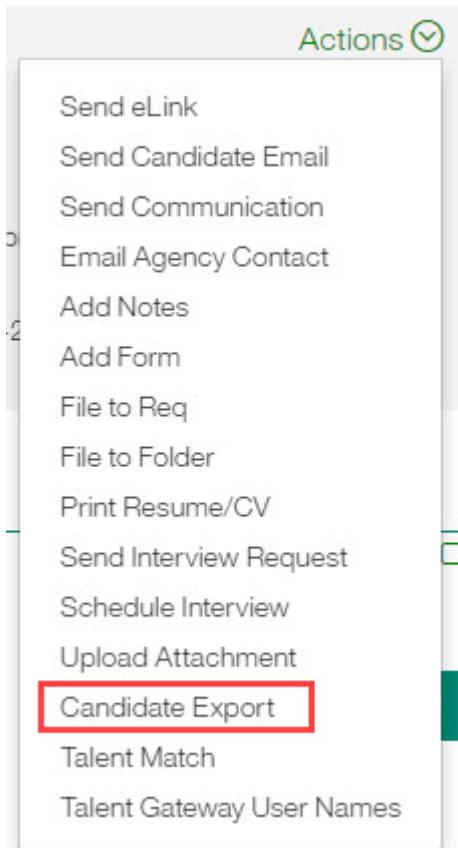 Actions
Send eLink
Send Candidate Email
Send Communication
Email Agency Contact
Add Notes
Add Form
File to Req
File to Folder
Print Resume/CV
Send Interview Request
Schedule Interview
Upload Attachment
Candidate Export
Talent Match
Talent Gateway User Names